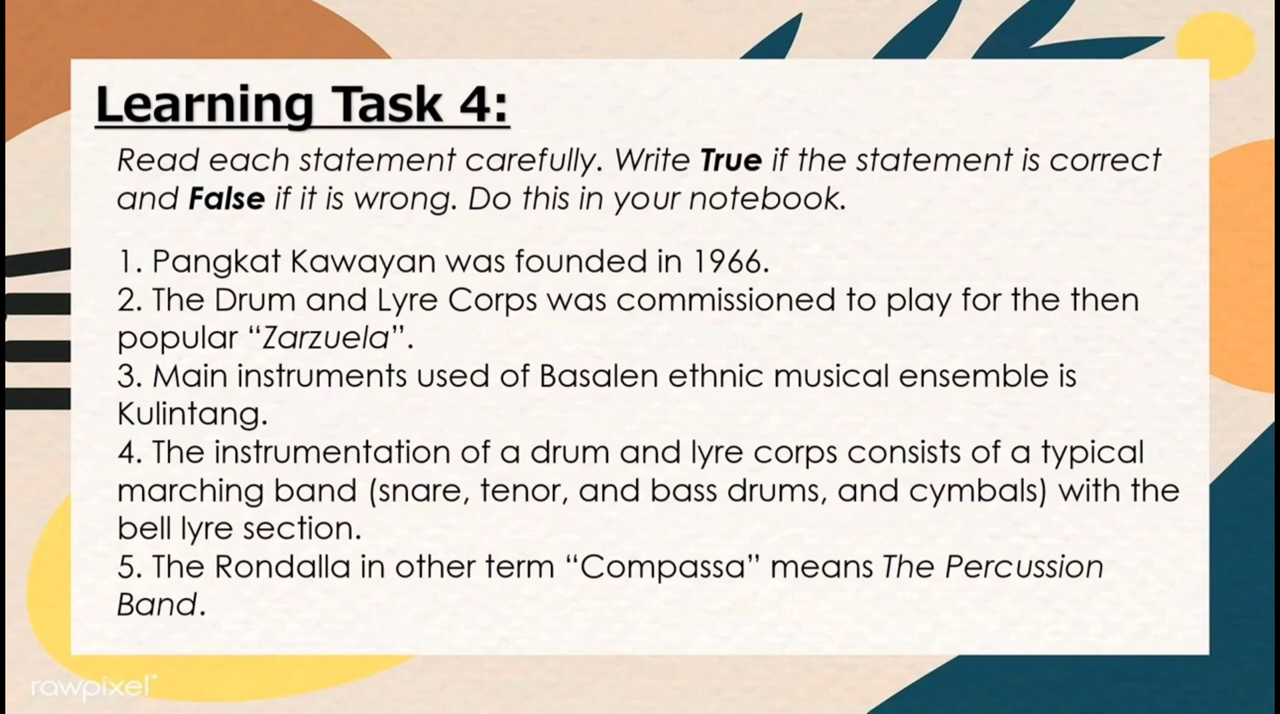 Learning Task 4:
Read each statement carefully. Write True if the statement is correct
and False if it is wrong. Do this in your notebook.
1. Pangkat Kawayan was founded in 1966.
2. The Drum and Lyre Corps was commissioned to play for the then
popular “Zarzuela”.
3. Main instruments used of Basalen ethnic musical ensemble is
Kulintang.
4. The instrumentation of a drum and lyre corps consists of a typical
marching band (snare, tenor, and bass drums, and cymbals) with the
bell lyre section.
5. The Rondalla in other term “Compassa” means The Percussion
Band.
rawpixel